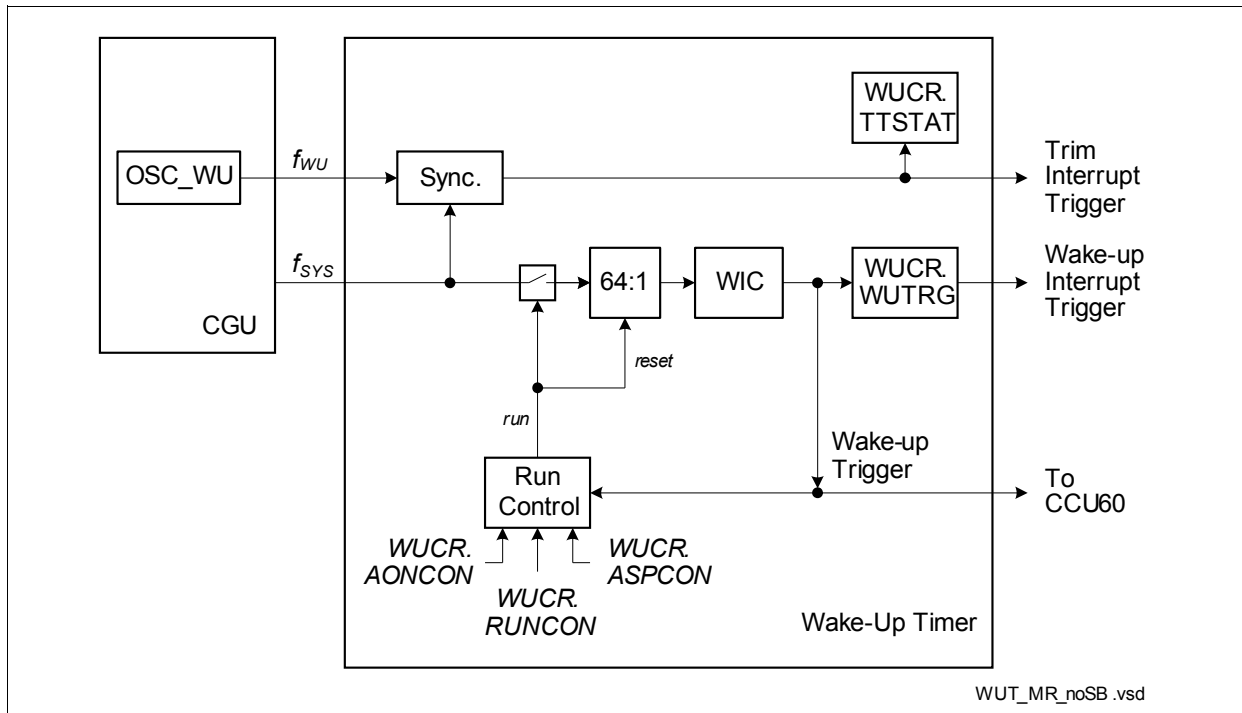 WUCR.
TTSTAT
Trim
Interrupt
Trigger
OSC_WU
fWU
Sync.
fSYS
CGU
64:1
WIC
WUCR.
WUTRG
Wake-up
Interrupt
Trigger
reset
run
Wake-up
Trigger
Run
Control
To
CCU60
WUCR.
AONCON
WUCR.
RUNCON
WUCR.
ASPCON
Wake-Up Timer
WUT_MR_noSB .vsd